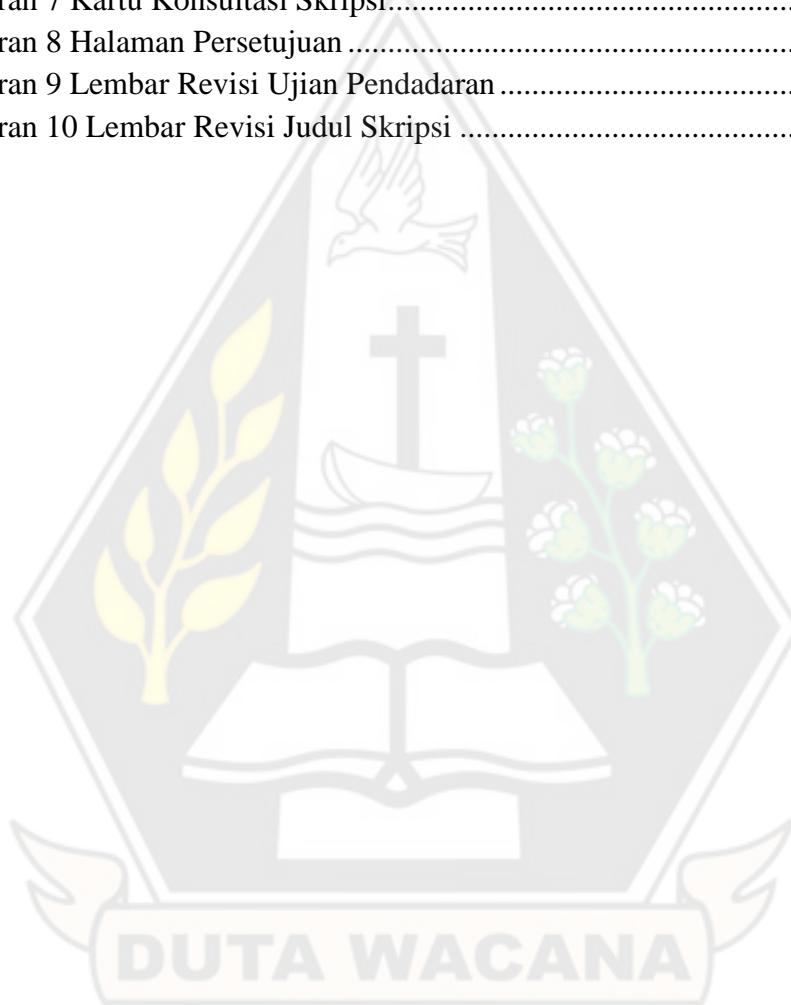 ran 7 Kartu Konsultasi Skripsi..........................................................
ran 8 Halaman Persetujuan..........................................................
ran 9 Lembar Revisi Ujian Pendadaran..........................................
ran 10 Lembar Revisi Judul Skripsi..............................................
DUTA WACANA